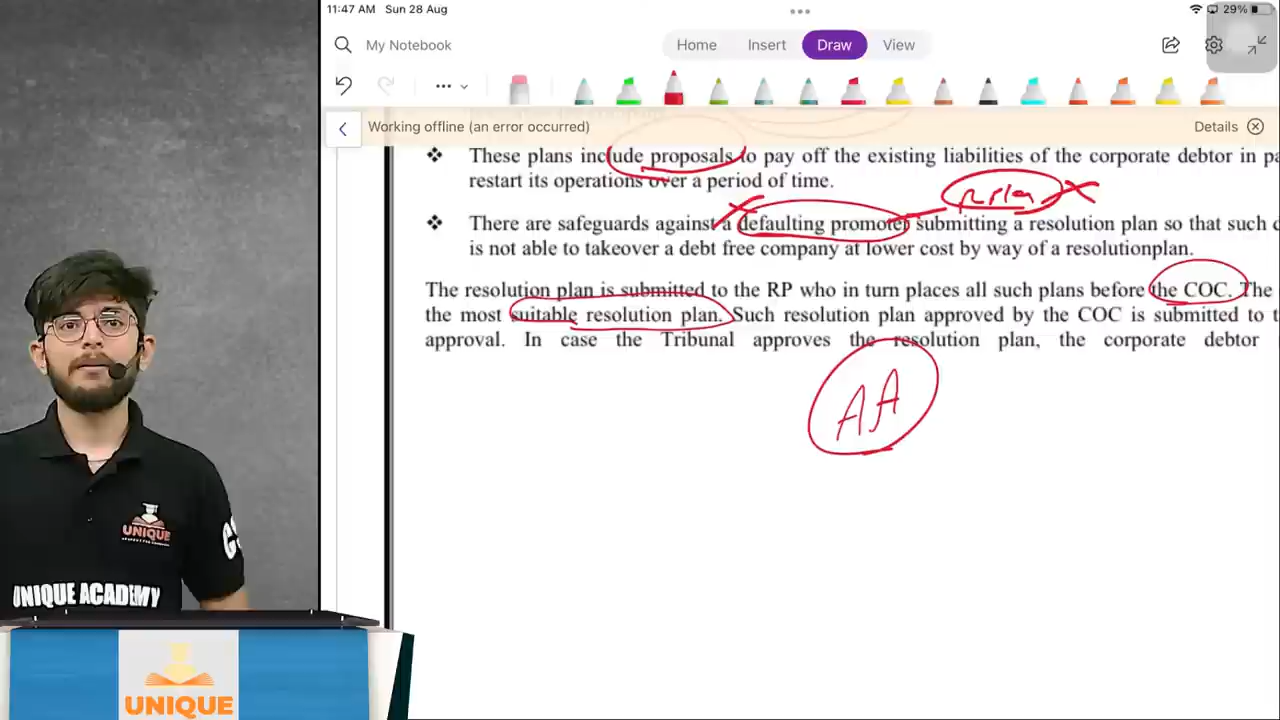 11:47 AM Sun 28 Aug
29%
My Notebook
Home Insert Draw View
Working offline (an error occurred)
Details
These plans include proposals to pay off the existing liabilities of the corporate debtor in pa
restart its operations over a period of time.
There are safeguards against a defaulting promoter submitting a resolution plan so that such d
is not able to takeover a debt free company at lower cost by way of a resolutionplan.
The resolution plan is submitted to the RP who in turn places all such plans before the COC. The
the most suitable resolution plan. Such resolution plan approved by the COC is submitted to t
approval. In case the Tribunal approves the resolution plan, the corporate debtor
AA
UNIQUE
UNIQUE ACADEMY
UNIQUE